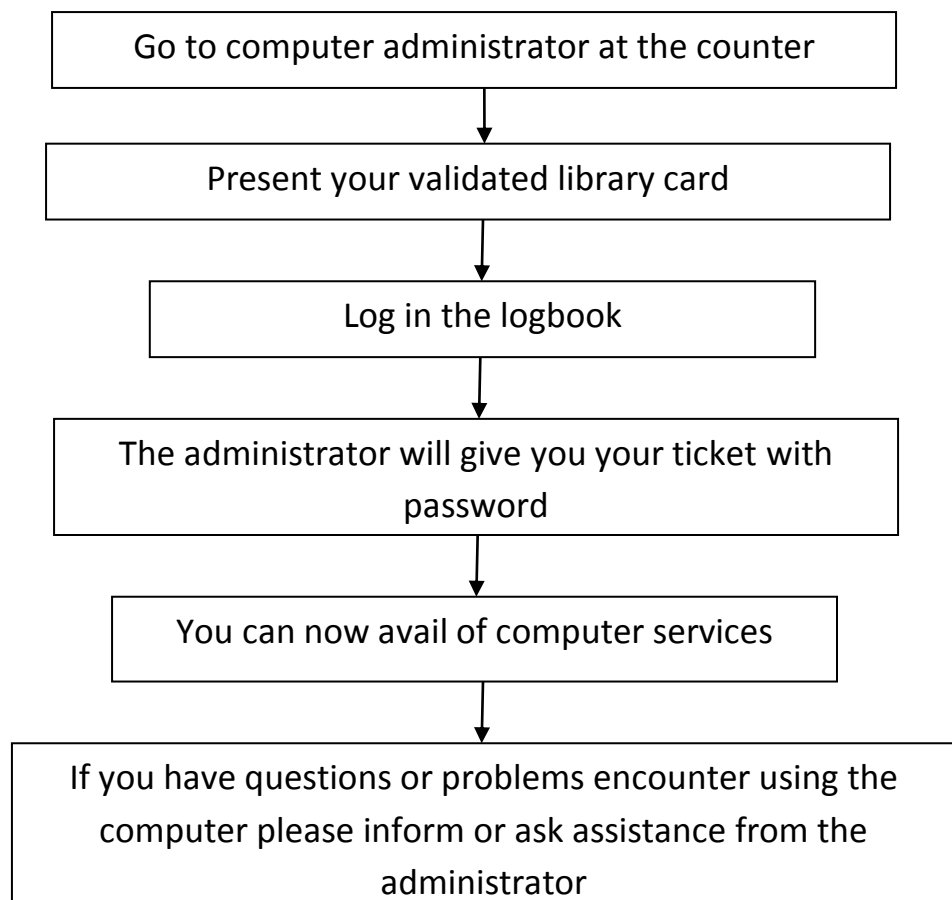 Go to computer administrator at the counter
Present your validated library card
Log in the logbook
The administrator will give you your ticket with
password
You can now avail of computer services
If you have questions or problems encounter using the
computer please inform or ask assistance from the
administrator